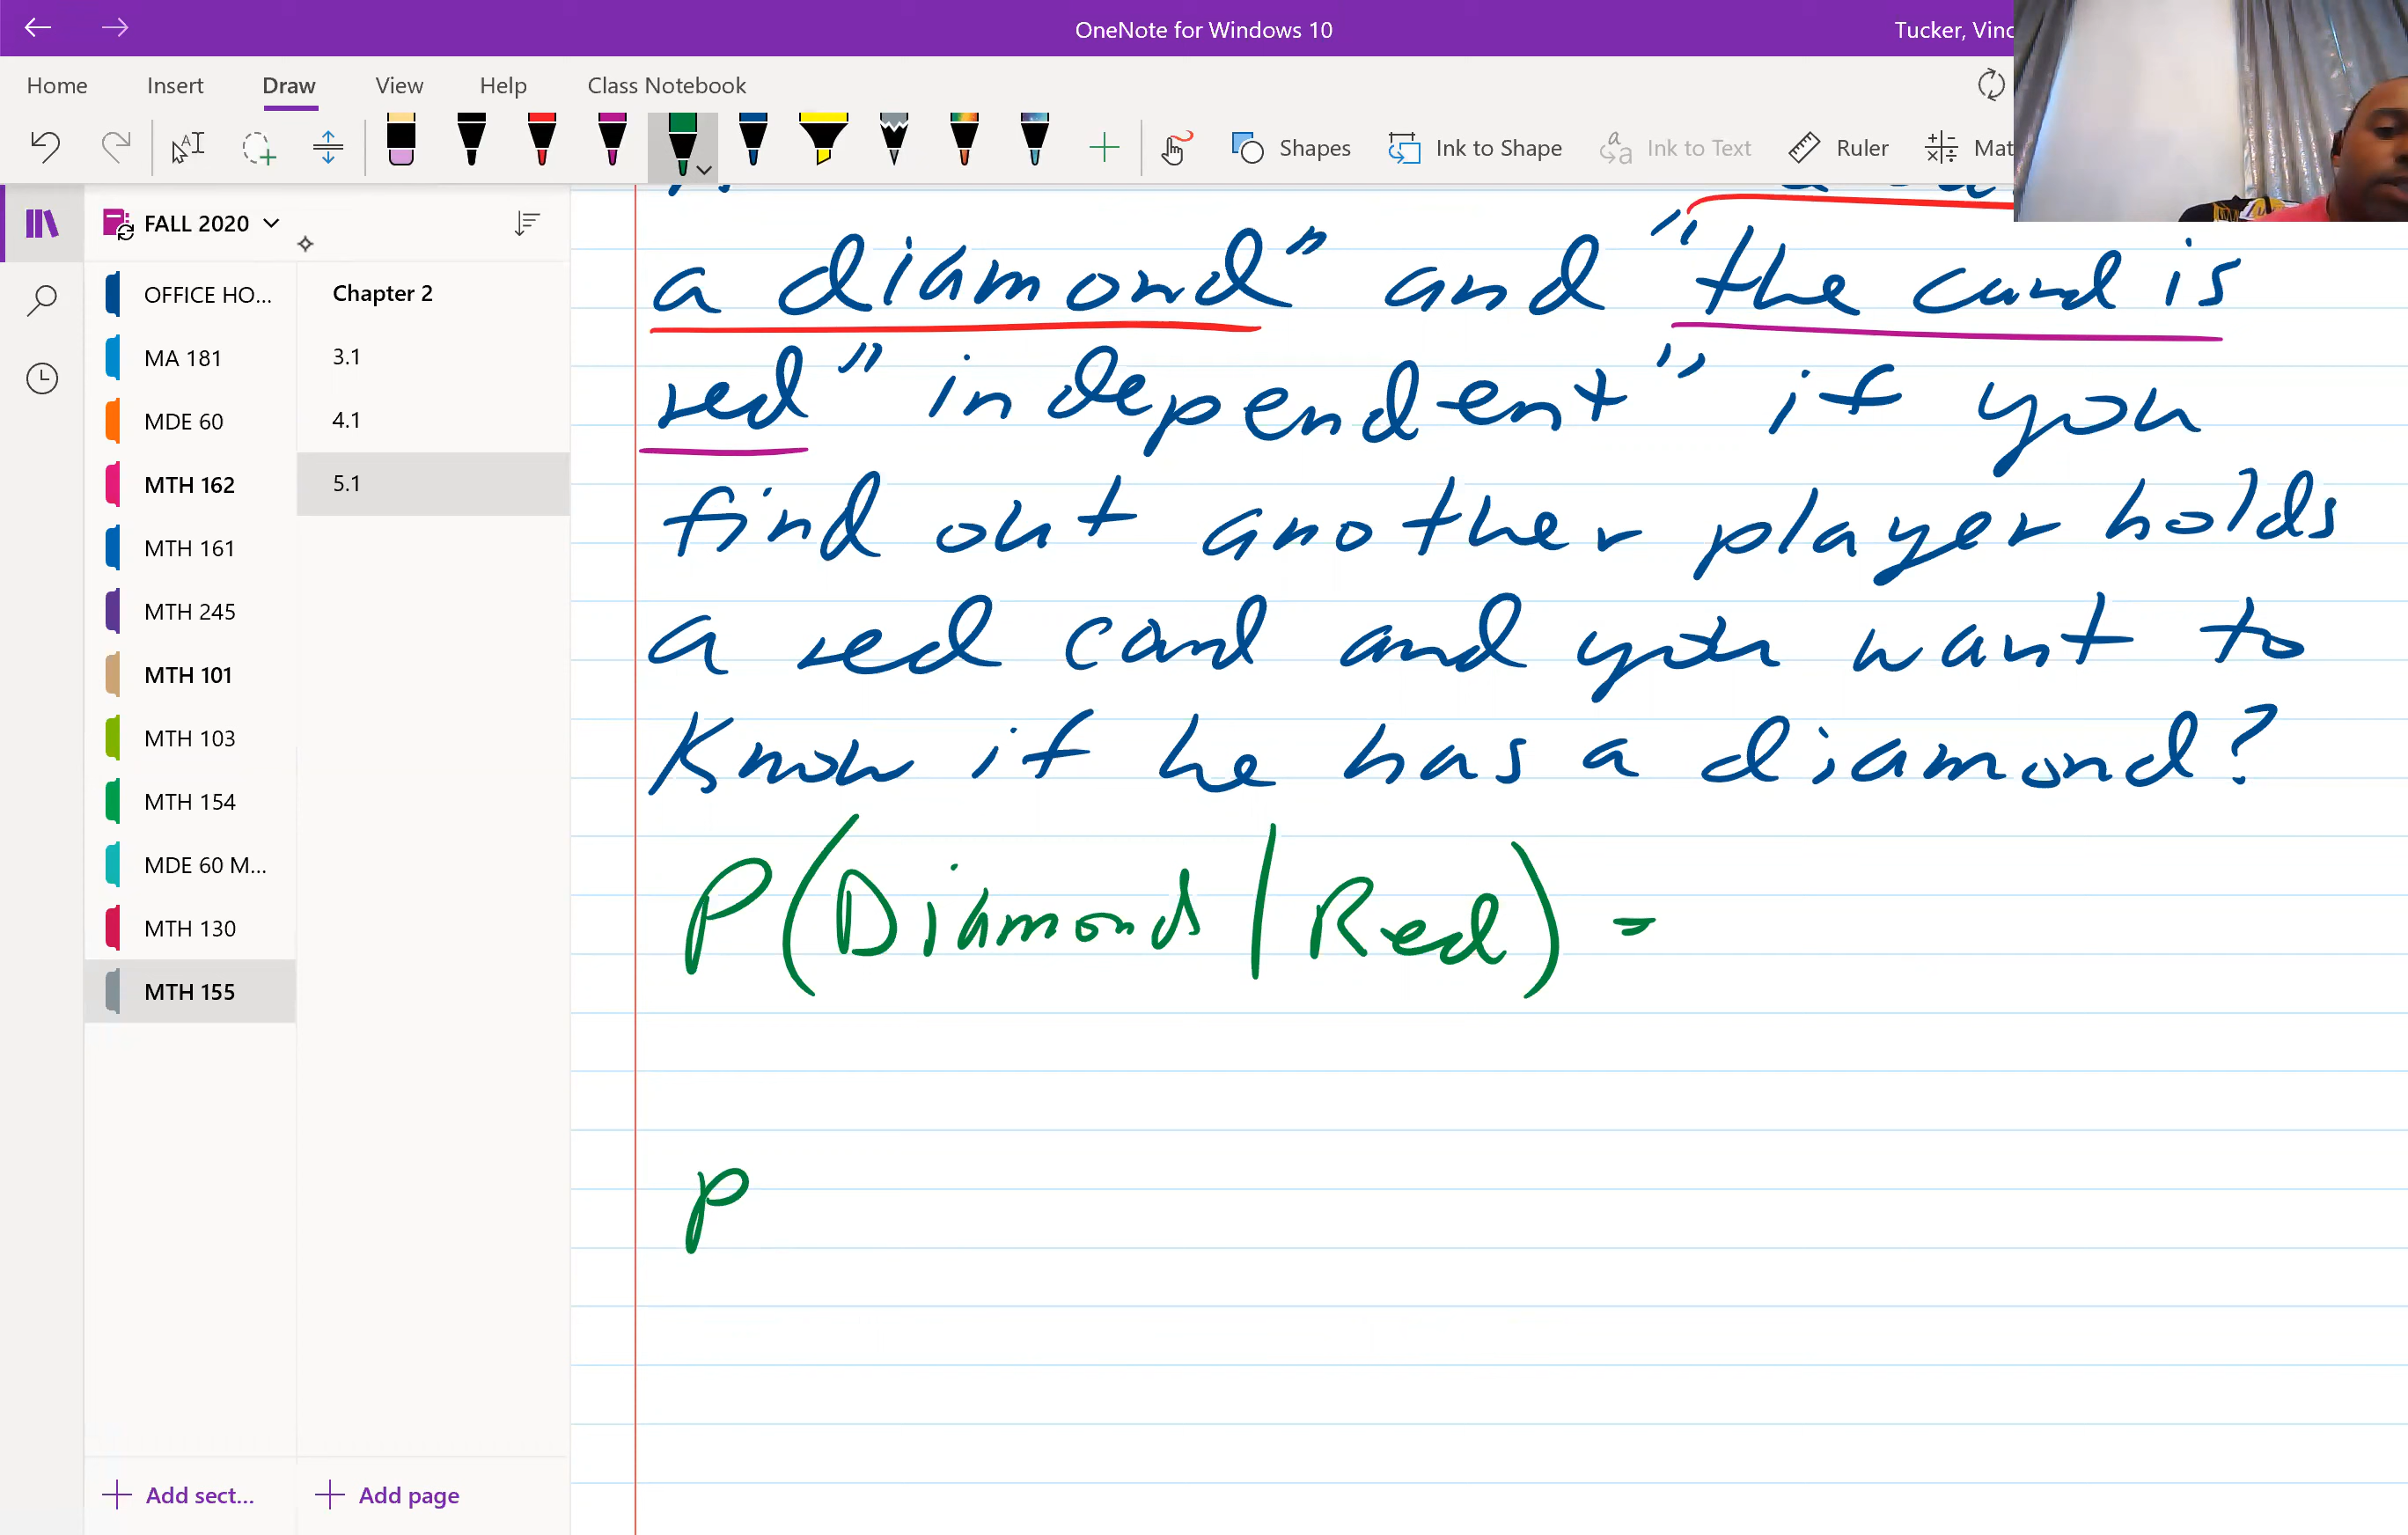 OneNote for Windows 10
Tucker, Vinc
Home Insert Draw View Help Class Notebook
Shapes Ink to Shape Ink to Text Ruler Mat
FALL 2020
OFFICE HO...
MA 181
MDE 60
MTH 162
MTH 161
MTH 245
MTH 101
MTH 103
MTH 154
MDE 60 M...
MTH 130
MTH 155
Add sect...
Chapter 2
3.1
4.1
5.1
Add page
a diamond" and "the card is
red" independent" if you
find out another player holds
a red card and you want to
know if he has a diamond?
P(Diamond | Red) =
P